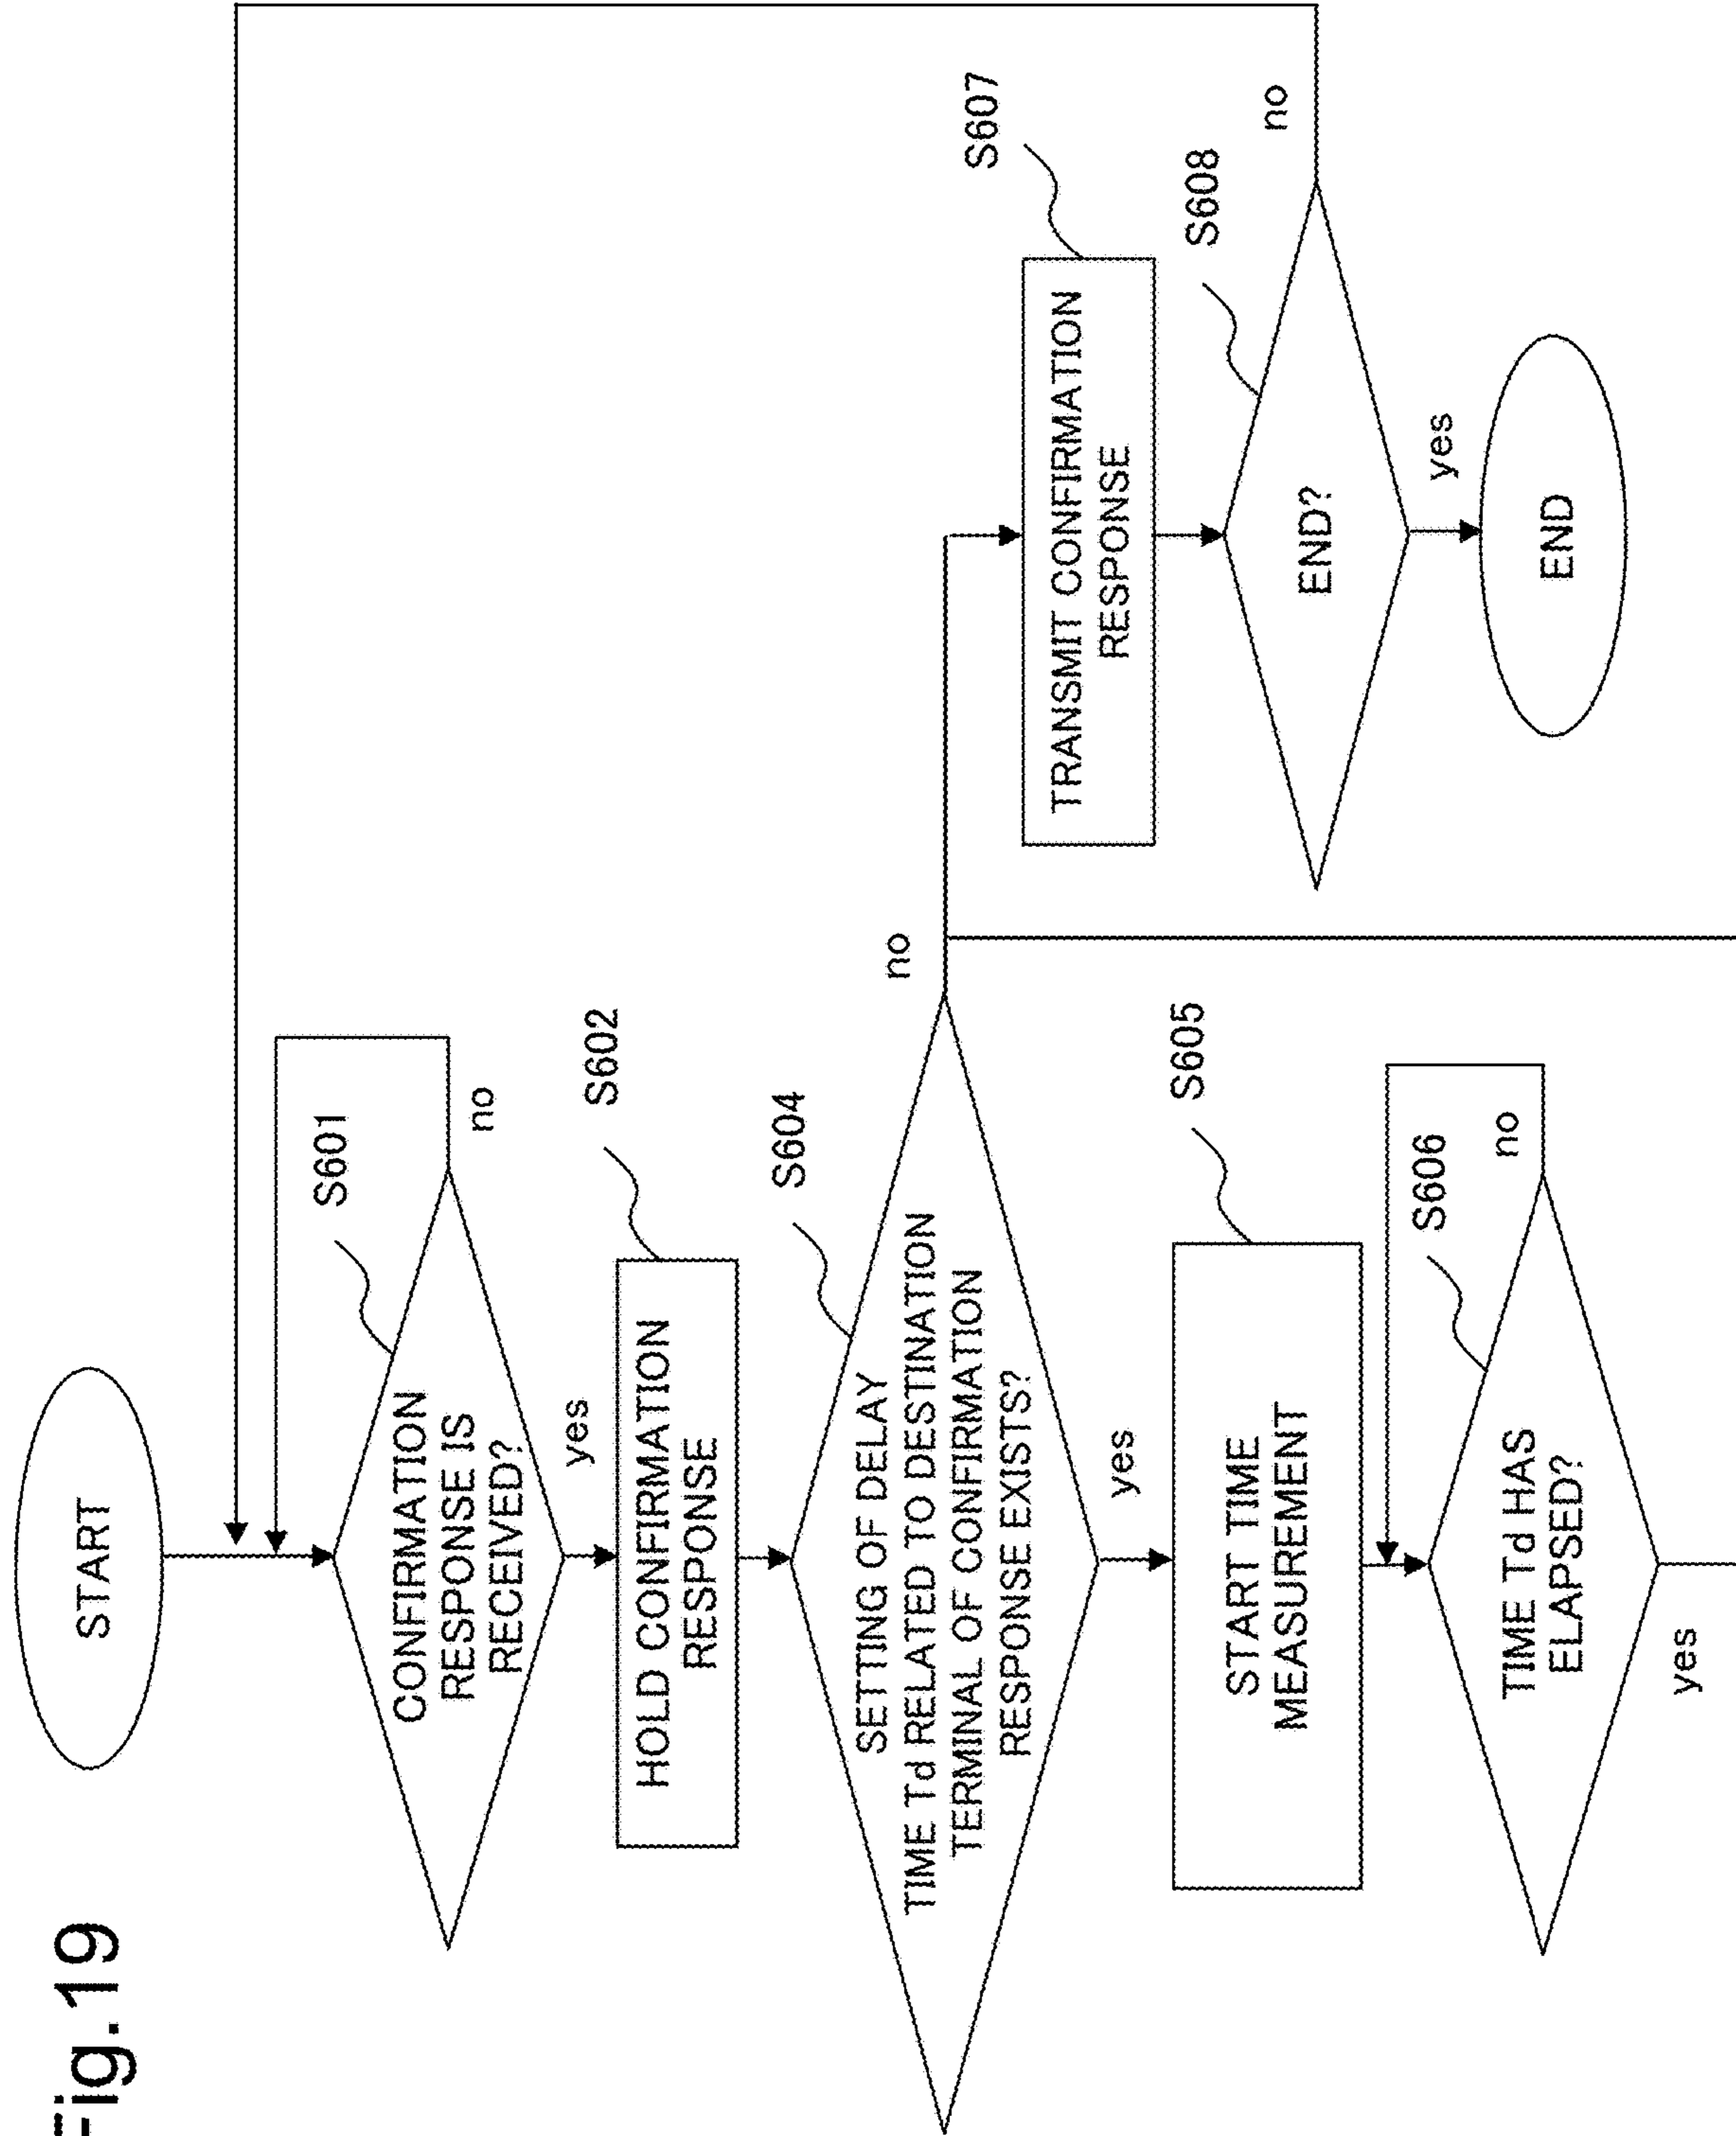 Fig.19
START
S601
CONFIRMATION
RESPONSE IS
RECEIVED?
no
yes
S602
HOLD CONFIRMATION
RESPONSE
S604
SETTING OF DELAY
TIME Td RELATED TO DESTINATION
TERMINAL OF CONFIRMATION
RESPONSE EXISTS?
no
yes
S605
START TIME
MEASUREMENT
S606
TIME Td HAS
ELAPSED?
no
yes
S607
TRANSMIT CONFIRMATION
RESPONSE
S608
END?
no
yes
END